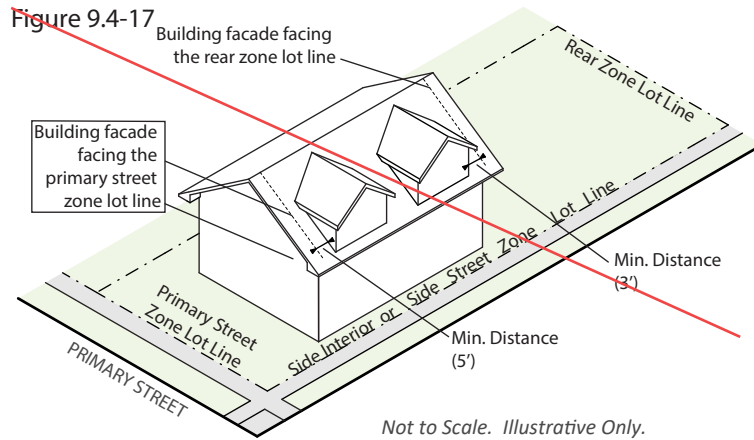 Figure 9.4-17
Building facade facing
the rear zone lot line
Rear Zone Lot Line
Building facade
facing the
primary street
zone lot line
Min. Distance
(3')
Primary Street
Zone Lot Line
Side Interior or Side Street Zone Lot Line
Min. Distance
(5')
PRIMARY STREET
Not to Scale. Illustrative Only.